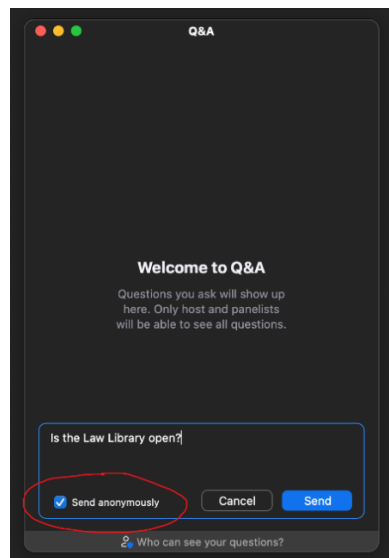 Q&A
Welcome to Q&A
Questions you ask will show up
here. Only host and panelists
will be able to see all questions.
Is the Law Library open?
Send anonymously
Cancel
Send
Who can see your questions?